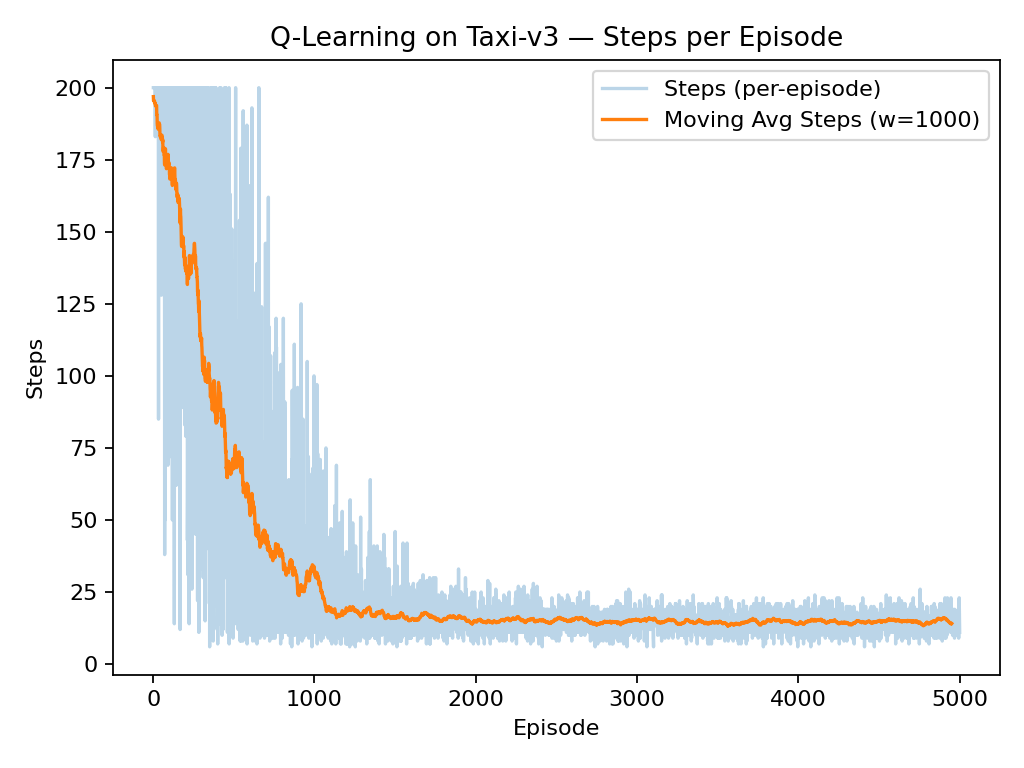 Q-Learning on Taxi-v3 — Steps per Episode
Steps (per-episode)
Moving Avg Steps (w=1000)
200
175
150
125
100
75
50
25
0
Steps
0 1000 2000 3000 4000 5000
Episode